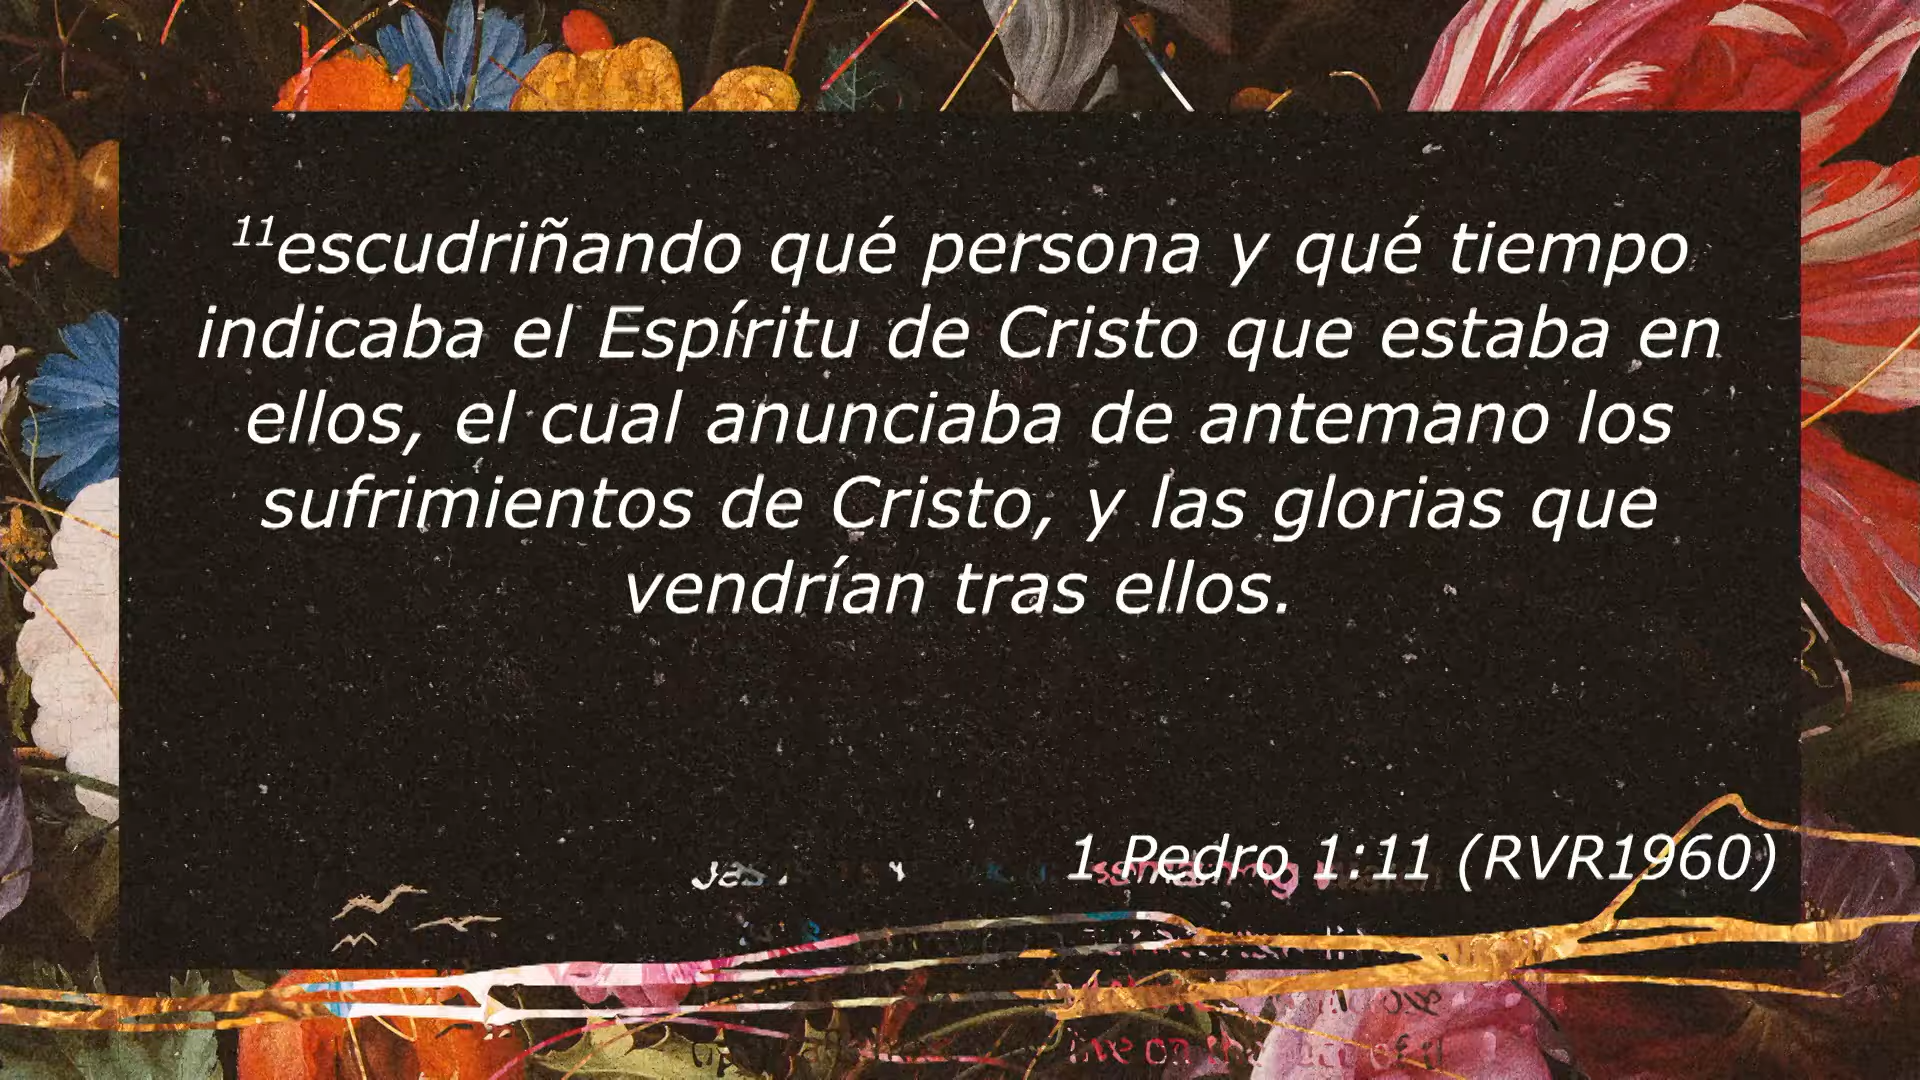 11escudriñando qué persona y qué tiempo
indicaba el Espíritu de Cristo que estaba en
ellos, el cual anunciaba de antemano los
sufrimientos de Cristo, y las glorias que
vendrían tras ellos.
1 Pedro 1:11 (RVR1960)